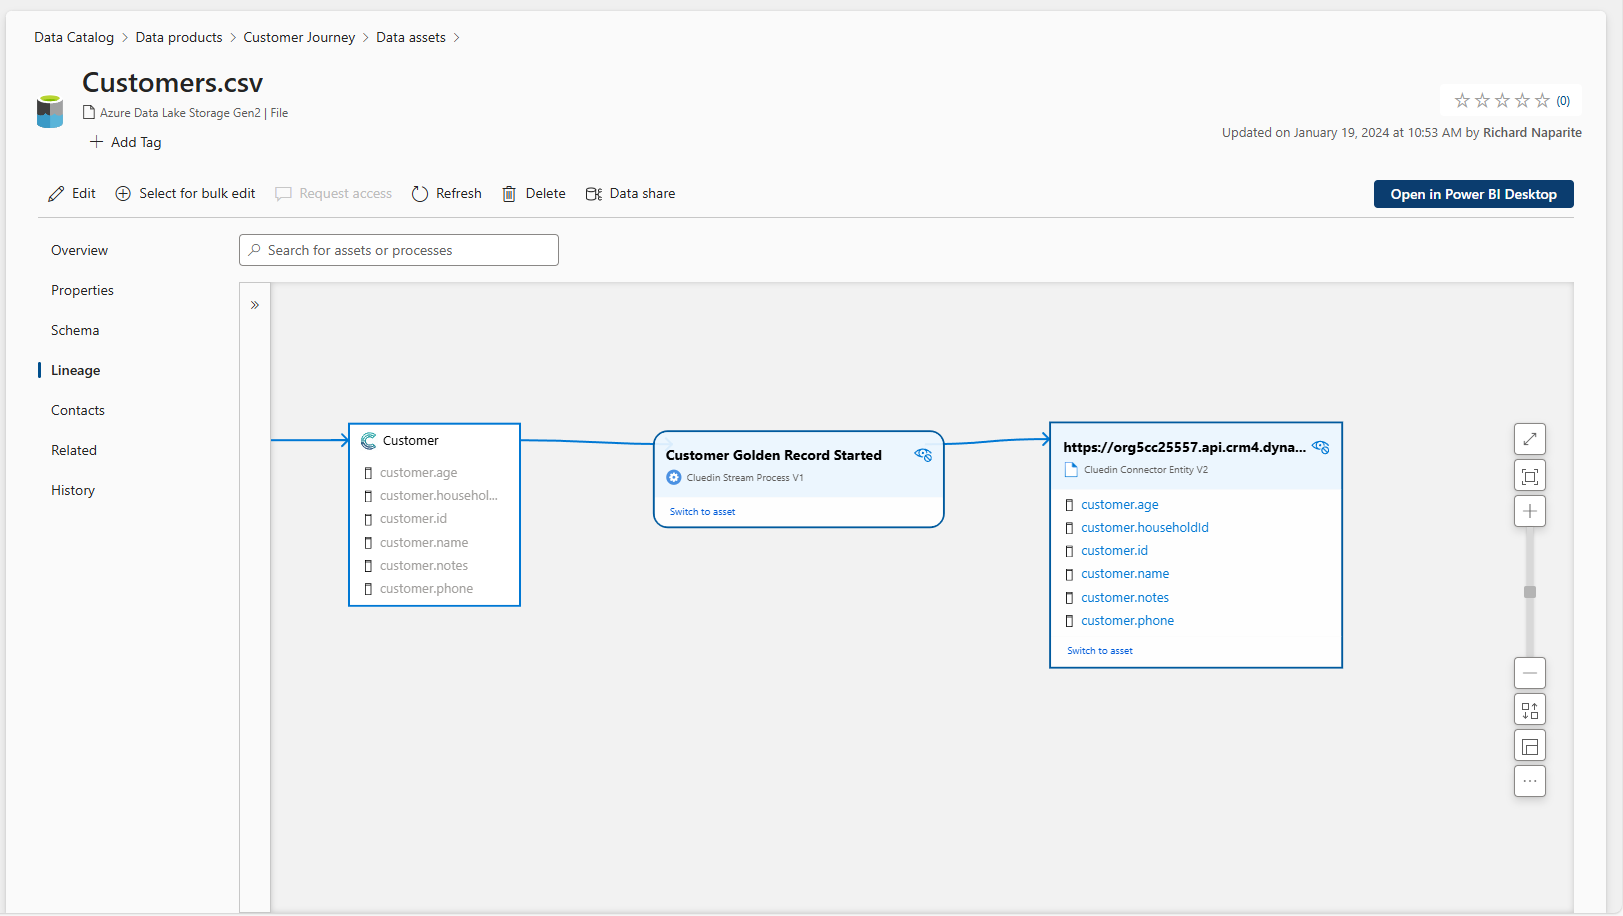 Data Catalog > Data products > Customer Journey > Data assets >
Customers.csv
Azure Data Lake Storage Gen2 | File
Add Tag
(0)
Updated on January 19, 2024 at 10:53 AM by Richard Naparite
Edit Select for bulk edit Request access Refresh Delete Data share
Open in Power BI Desktop
Overview
Properties
Schema
Lineage
Contacts
Related
History
Search for assets or processes
Customer
customer.age
customer.househol...
customer.id
customer.name
customer.notes
customer.phone
Customer Golden Record Started
Cluedin Stream Process V1
Switch to asset
https://org5cc25557.api.crm4.dyna...
Cluedin Connector Entity V2
customer.age
customer.householdId
customer.id
customer.name
customer.notes
customer.phone
Switch to asset